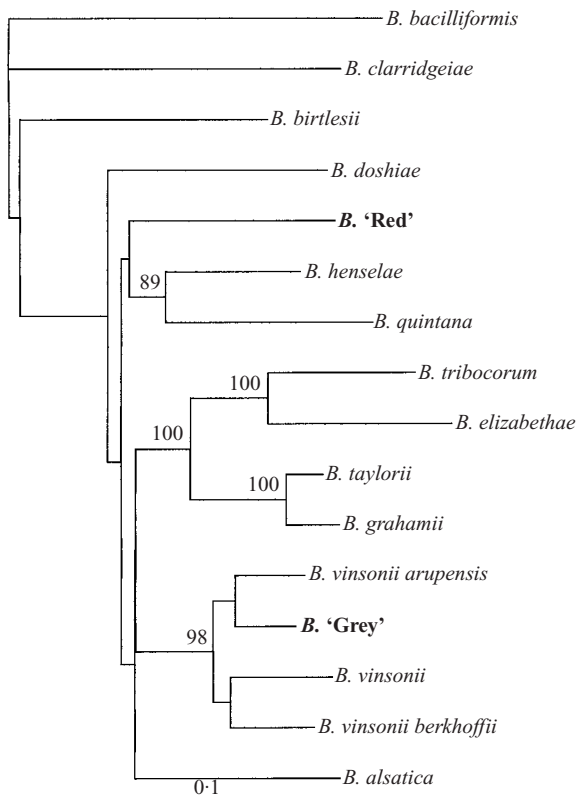 B. bacilliformis
B. clarridgeiae
B. birtlesii
B. doshiae
B. ‘Red’
89
B. henselae
B. quintana
100
B. tribocorum
B. elizabethae
100
B. taylorii
100
B. grahamii
B. vinsonii arupensis
B. ‘Grey’
98
B. vinsonii
B. vinsonii berkhoffii
B. alsatica
0·1